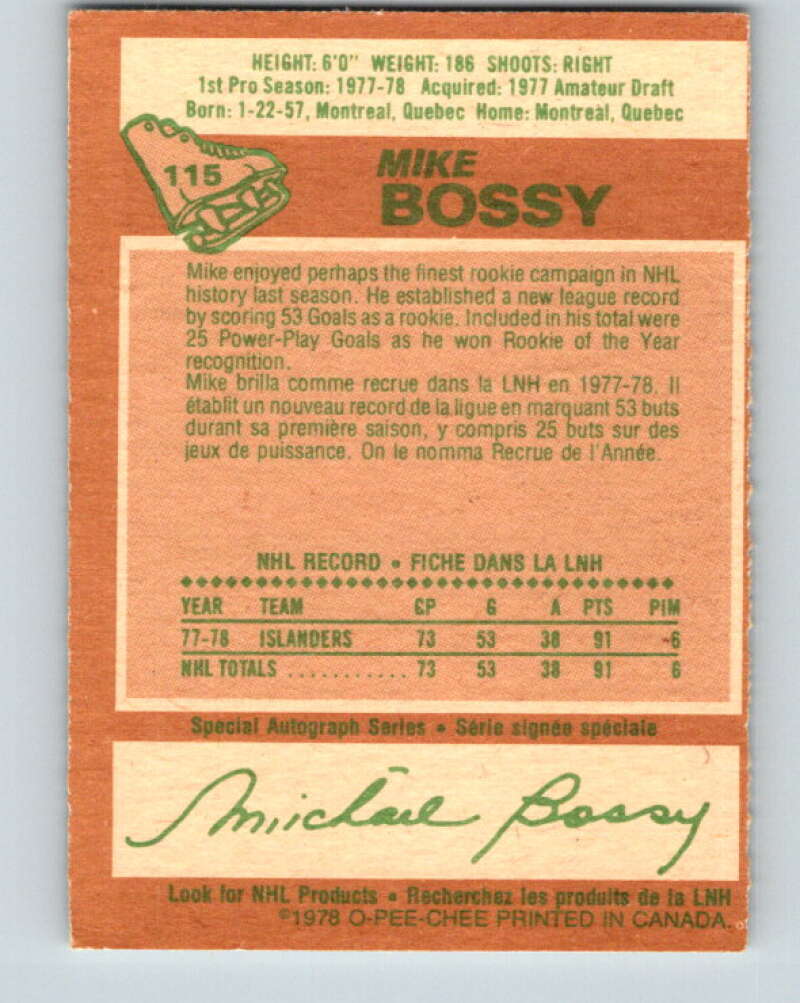 HEIGHT: 6'0" WEIGHT: 186 SHOOTS: RIGHT
1st Pro Season: 1977-78 Acquired: 1977 Amateur Draft
Born: 1-22-57, Montreal, Quebec Home: Montreal, Quebec
115
MIKE
BOSSY
Mike enjoyed perhaps the finest rookie campaign in NHL
history last season. He established a new league record
by scoring 53 Goals as a rookie. Included in his total were
25 Power-Play Goals as he won Rookie of the Year
recognition.
Mike brilla comme recrue dans la LNH en 1977-78. Il
établit un nouveau record de la ligue en marquant 53 buts
durant sa première saison, y compris 25 buts sur des
jeux de puissance. On le nomma Recrue de l'Année.
NHL RECORD • FICHE DANS LA LNH
YEAR TEAM GP G A PTS PIM
77-78 ISLANDERS 73 53 38 91 6
NHL TOTALS ........... 73 53 38 91 6
Special Autograph Series • Série signée spéciale
Michael Bossy
Look for NHL Products • Recherchez les produits de la LNH
©1978 O-PEE-CHEE PRINTED IN CANADA.